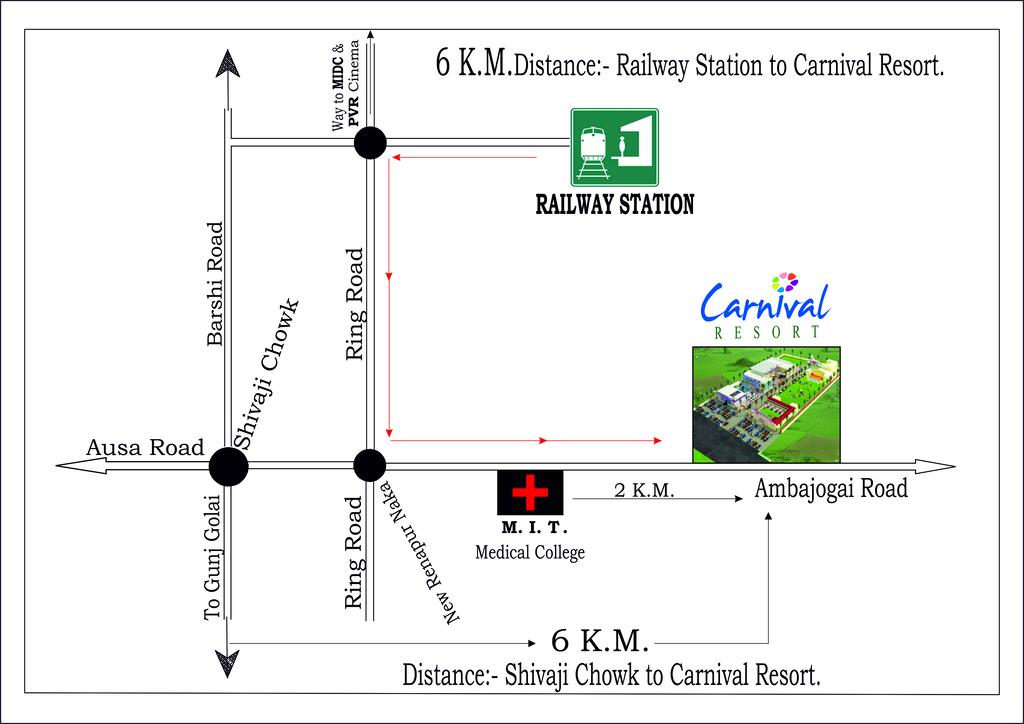 6 K.M.Distance:- Railway Station to Carnival Resort.
Way to MIDC &
PVR Cinema
RAILWAY STATION
Barshi Road
Ring Road
Shivaji Chowk
Carnival
RESORT
Ausa Road
To Gunj Golai
Ring Road
New Renapur Naka
M. I. T.
Medical College
2 K.M.
Ambajogai Road
6 K.M.
Distance:- Shivaji Chowk to Carnival Resort.